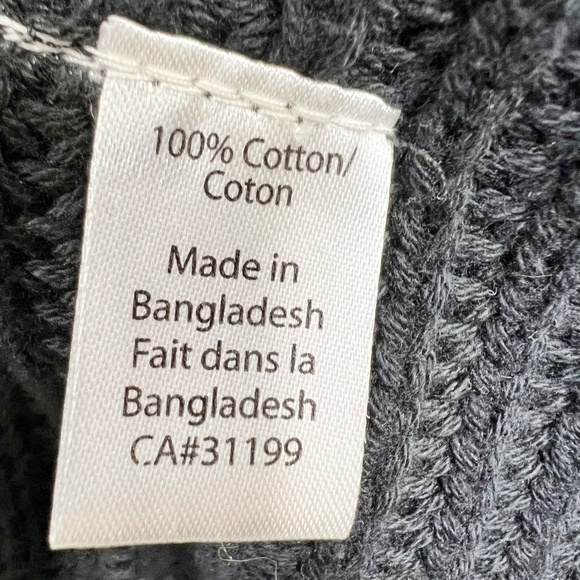 100% Cotton/
Coton
Made in
Bangladesh
Fait dans la
Bangladesh
CA#31199